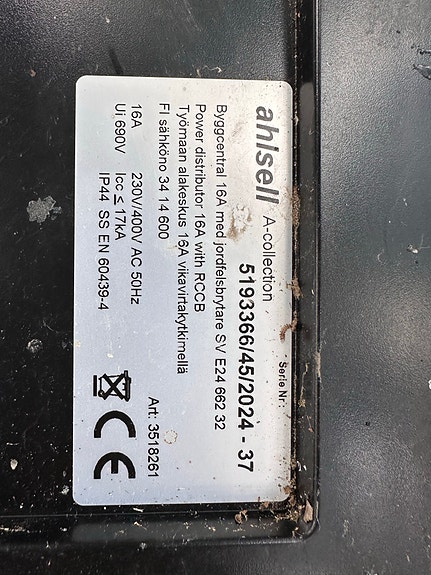 ahlsell A-collection
Serie Nr:
5193366/45/2024 - 37
Byggcentral 16A med jordfelsbrytare SV E24 662 32
Power distributor 16A with RCCB
Työmaan alakeskus 16A vikavirtakytkimellä
FI sähköno 34 14 600
Art: 3518261
16A 230V/400V AC 50Hz
Ui 690V Icc ≤ 17kA
IP44 SS EN 60439-4
CE